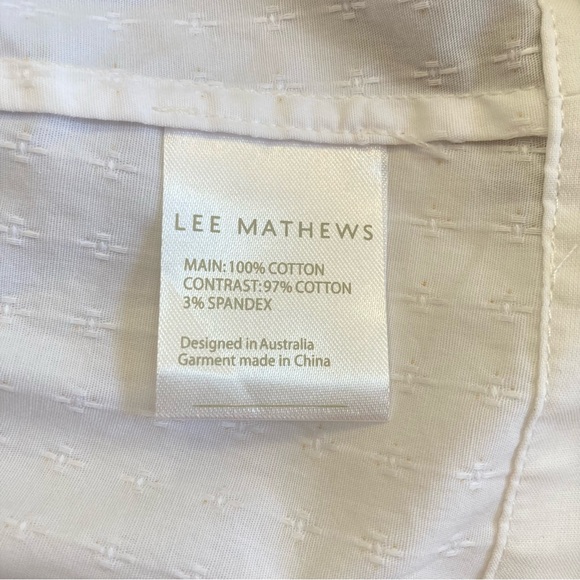 LEE MATHEWS
MAIN: 100% COTTON
CONTRAST: 97% COTTON
3% SPANDEX
Designed in Australia
Garment made in China